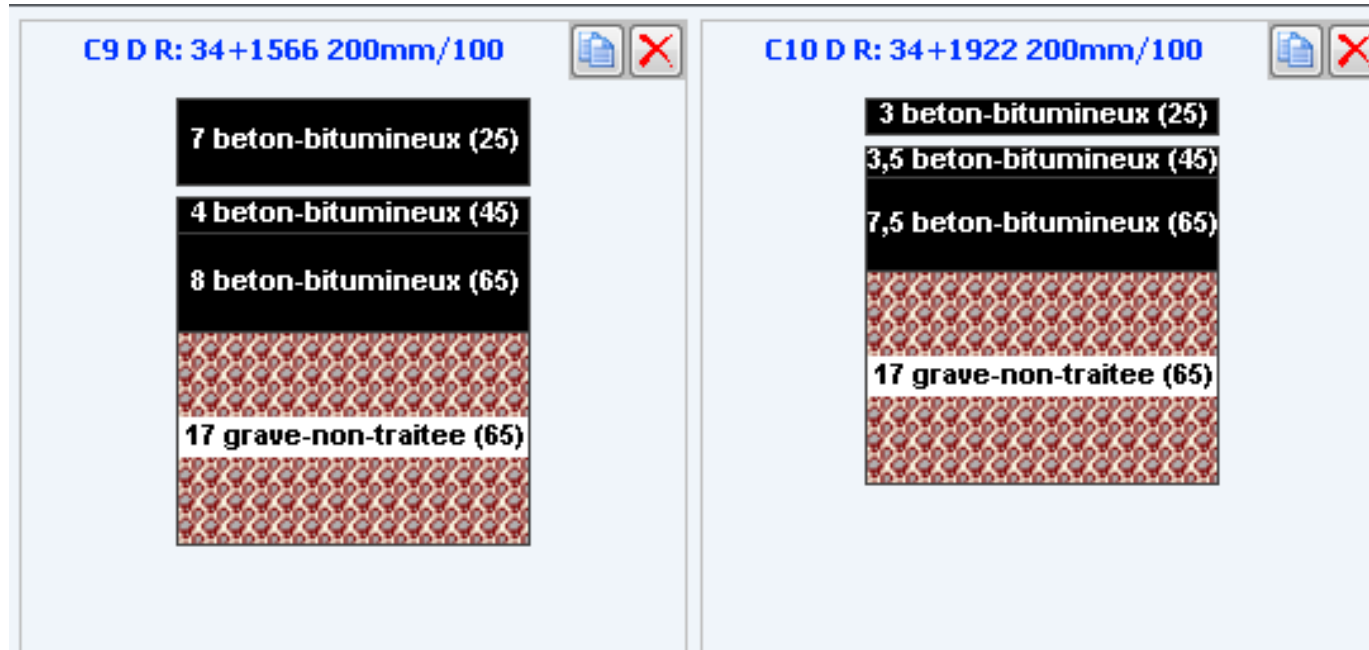 C9 D R: 34+1566 200mm/100
7 beton-bitumineux (25)
4 beton-bitumineux (45)
8 beton-bitumineux (65)
17 grave-non-traitee (65)
C10 D R: 34+1922 200mm/100
3 beton-bitumineux (25)
3,5 beton-bitumineux (45)
7,5 beton-bitumineux (65)
17 grave-non-traitee (65)